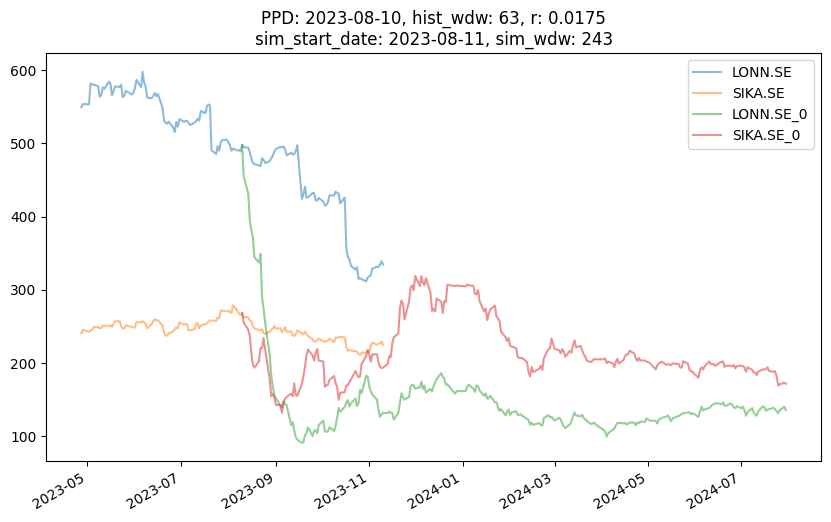 PPD: 2023-08-10, hist_wdw: 63, r: 0.0175
sim_start_date: 2023-08-11, sim_wdw: 243
LONN.SE
SIKA.SE
LONN.SE_0
SIKA.SE_0
600
500
400
300
200
100
2023-05
2023-07
2023-09
2023-11
2024-01
2024-03
2024-05
2024-07